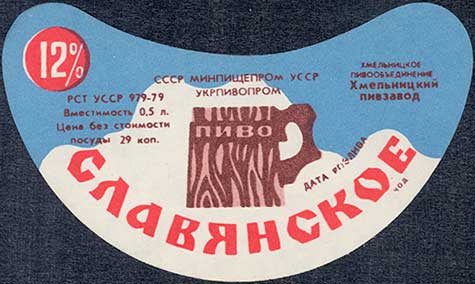 12%
СССР МИНПИЩЕПРОМ УССР
УКРПИВОПРОМ
ХМЕЛЬНИЦКОЕ
ПИВООБЪЕДИНЕНИЕ
Хмельницкий
пивзавод
РСТ УССР 979-79
Вместимость 0,5 л.
Цена без стоимости
посуды 29 коп.
ПИВО
ДАТА РОЗЛИВА
СЛАВЯНСКОЕ